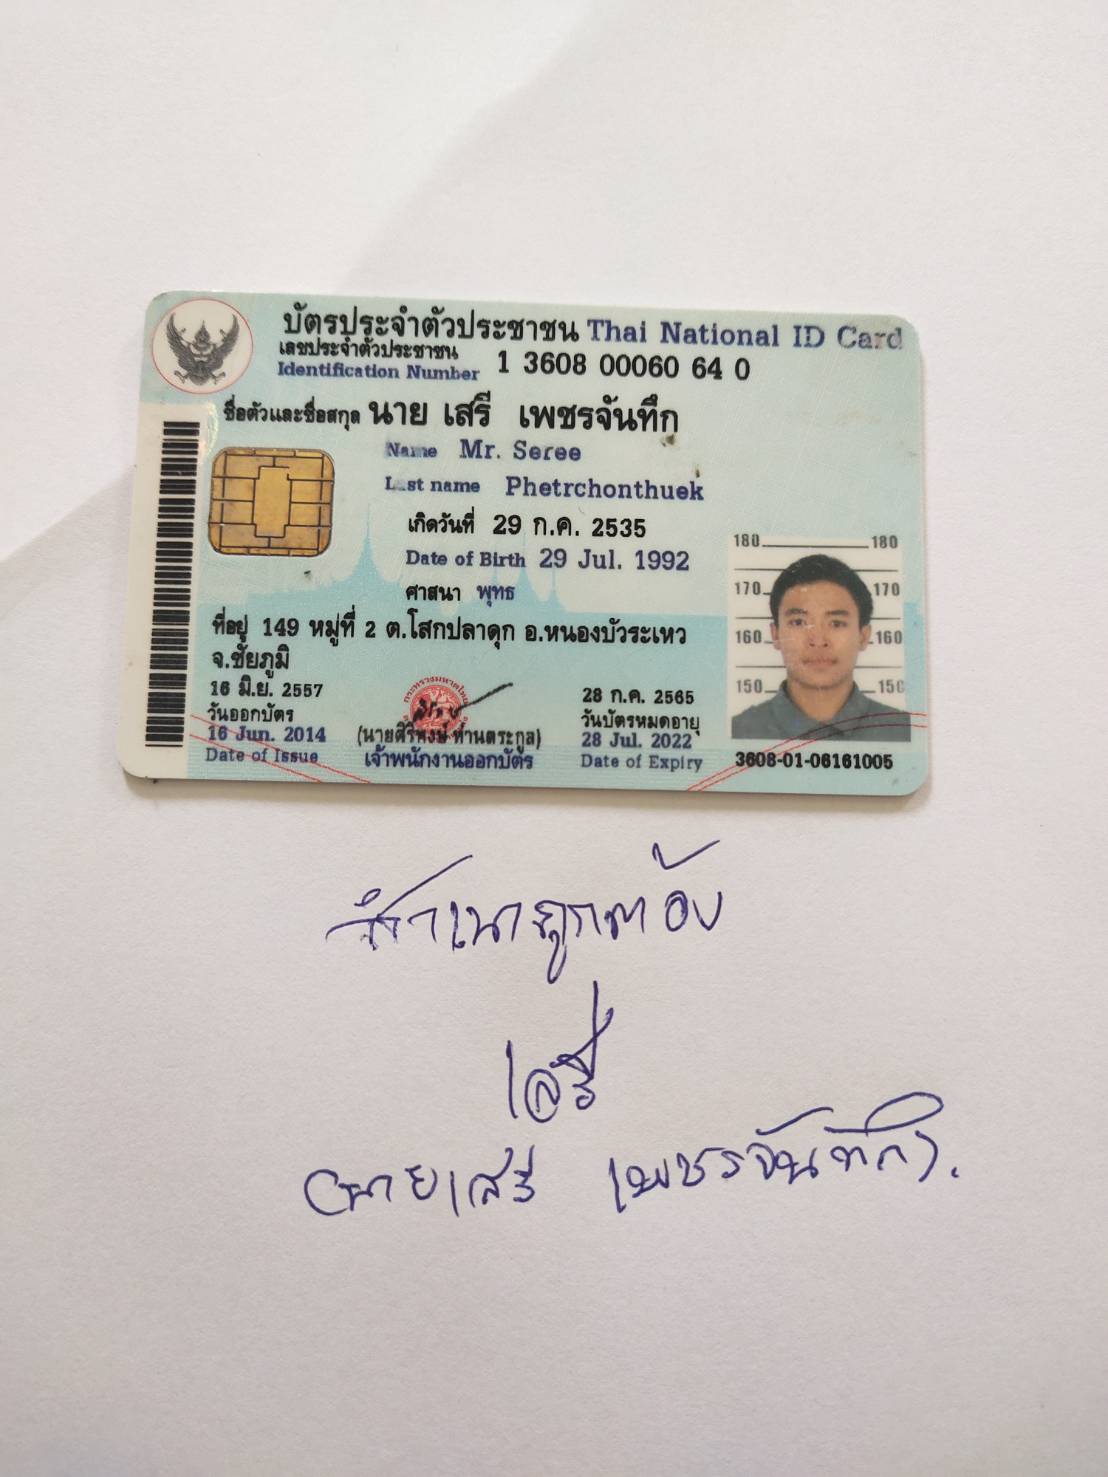 บัตรประจำตัวประชาชน Thai National ID Card
เลขประจำตัวประชาชน
Identification Number 1 3608 00060 64 0
ชื่อตัวและชื่อสกุล นาย เสรี เพชรจันทึก
Name Mr. Seree
Last name Phetrchonthuek
เกิดวันที่ 29 ก.ค. 2535
Date of Birth 29 Jul. 1992
ศาสนา พุทธ
ที่อยู่ 149 หมู่ที่ 2 ต.โสกปลาดุก อ.หนองบัวระเหว
จ.ชัยภูมิ
16 มิ.ย. 2557
วันออกบัตร
16 Jun. 2014
Date of Issue
กระทรวงมหาดไทย
เจ้าพนักงานออกบัตร
28 ก.ค. 2565
วันบัตรหมดอายุ
28 Jul. 2022
Date of Expiry
180 180
170 170
160 160
150 150
3608-01-06161005
สำเนาถูกต้อง
เสรี
(นายเสรี เพชรจันทึก).